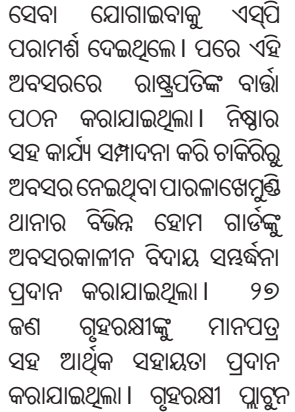 ସେବା ଯୋଗାଇବାକୁ ଏସ୍‌ପି
ପରାମର୍ଶ ଦେଇଥିଲେ। ପରେ ଏହି
ଅବସରରେ ରାଷ୍ଟ୍ରପତିଙ୍କ ବାର୍ତ୍ତା
ପଠନ କରାଯାଇଥିଲା। ନିଷ୍ଠାର
ସହ କାର୍ଯ୍ୟ ସମ୍ପାଦନା କରି ଚାକିରିରୁ
ଅବସର ନେଇଥିବା ପାରଳାଖେମୁଣ୍ଡି
ଥାନାର ବିଭିନ୍ନ ହୋମ ଗାର୍ଡଙ୍କୁ
ଅବସରକାଳୀନ ବିଦାୟ ସମ୍ବର୍ଦ୍ଧନା
ପ୍ରଦାନ କରାଯାଇଥିଲା। ୨୭
ଜଣ ଗୃହରକ୍ଷୀଙ୍କୁ ମାନପତ୍ର
ସହ ଆର୍ଥିକ ସହାୟତା ପ୍ରଦାନ
କରାଯାଇଥିଲା। ଗୃହରକ୍ଷୀ ପ୍ଲାଟୁନ